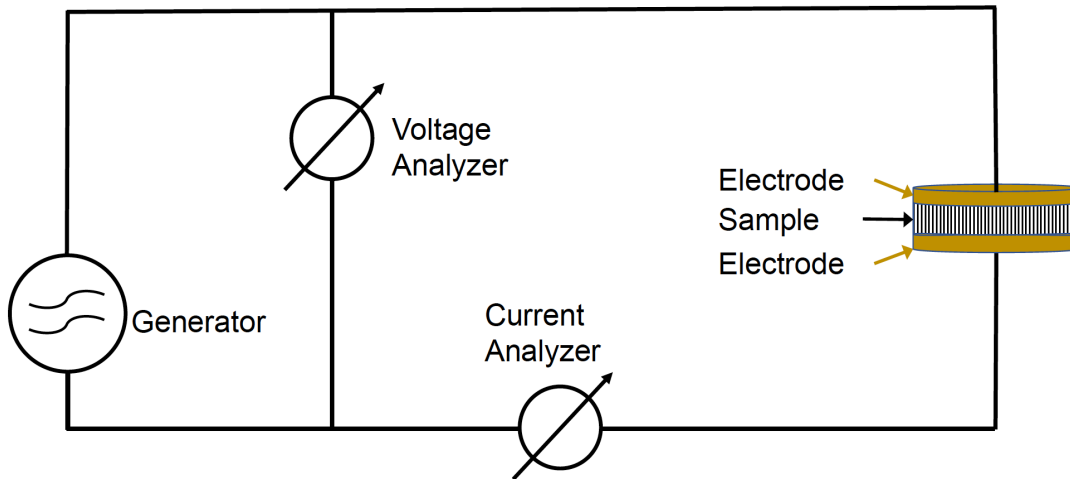 Voltage
Analyzer
Electrode
Sample
Electrode
Generator
Current
Analyzer